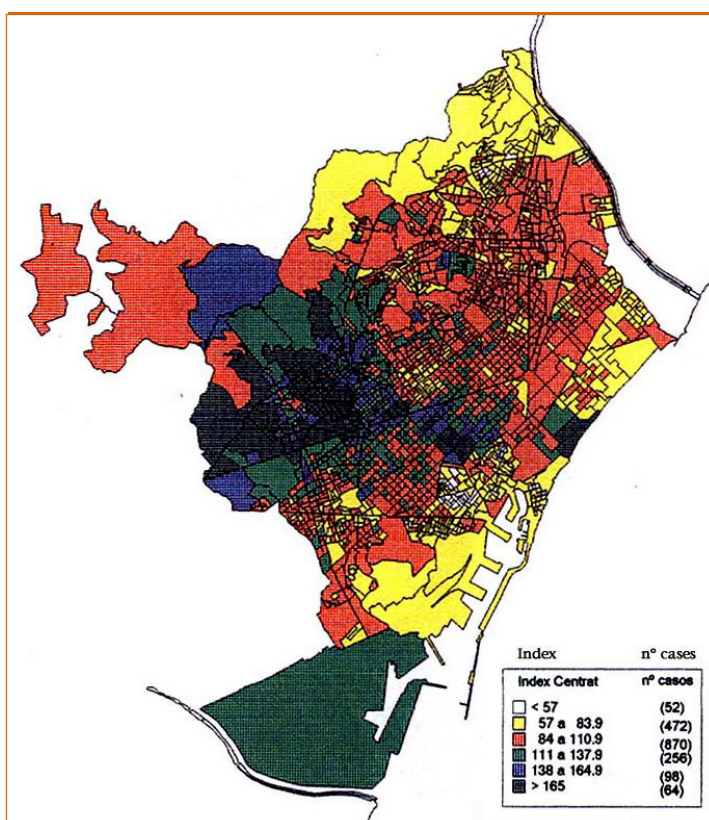 Index nº cases
Index Centrat nº casos
< 57 (52)
57 a 83.9 (472)
84 a 110.9 (870)
111 a 137.9 (256)
138 a 164.9 (98)
> 165 (64)